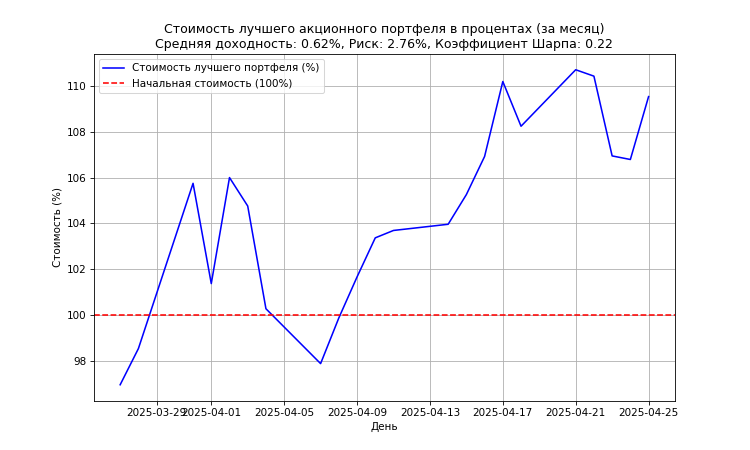 Стоимость лучшего акционного портфеля в процентах (за месяц)
Средняя доходность: 0.62%, Риск: 2.76%, Коэффициент Шарпа: 0.22
Стоимость лучшего портфеля (%)
Начальная стоимость (100%)
Стоимость (%)
110
108
106
104
102
100
98
2025-03-29
2025-04-01
2025-04-05
2025-04-09
2025-04-13
2025-04-17
2025-04-21
2025-04-25
День